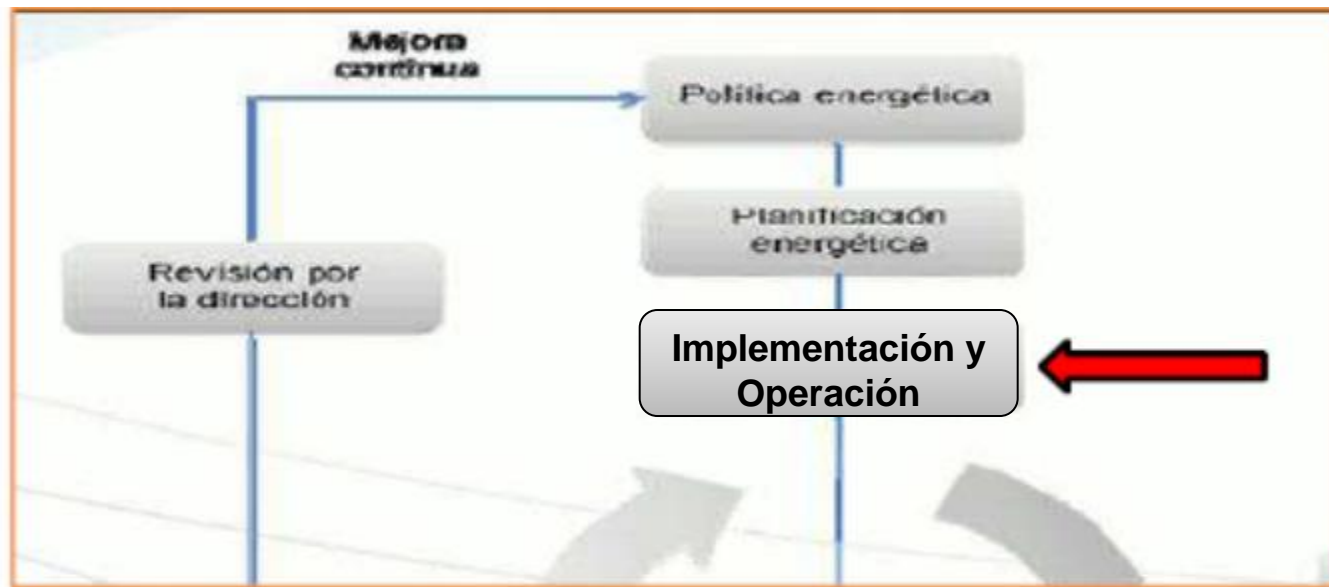 Mejora
continua
Política energética
Planificación
energética
Revisión por
la dirección
Implementación y
Operación